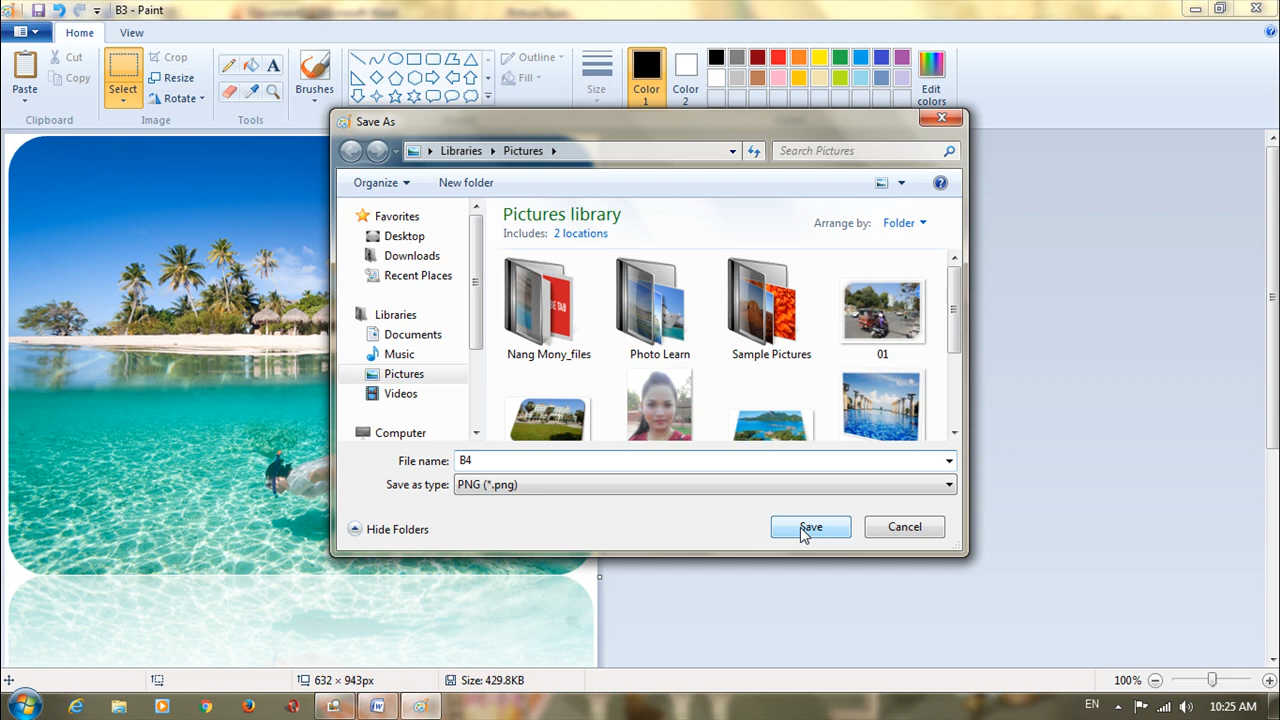 B3 - Paint
Home
View
Paste
Cut
Copy
Clipboard
Select
Crop
Resize
Rotate
Image
Tools
Brushes
Outline
Fill
Size
Color 1
Color 2
Edit colors
Save As
Libraries
Pictures
Search Pictures
Organize
New folder
Favorites
Desktop
Downloads
Recent Places
Libraries
Documents
Music
Pictures
Videos
Computer
Pictures library
Includes: 2 locations
Arrange by: Folder
Nang Mony_files
Photo Learn
Sample Pictures
01
File name: B4
Save as type: PNG (*.png)
Hide Folders
Save
Cancel
632 × 943px
Size: 429.8KB
100%
EN
10:25 AM